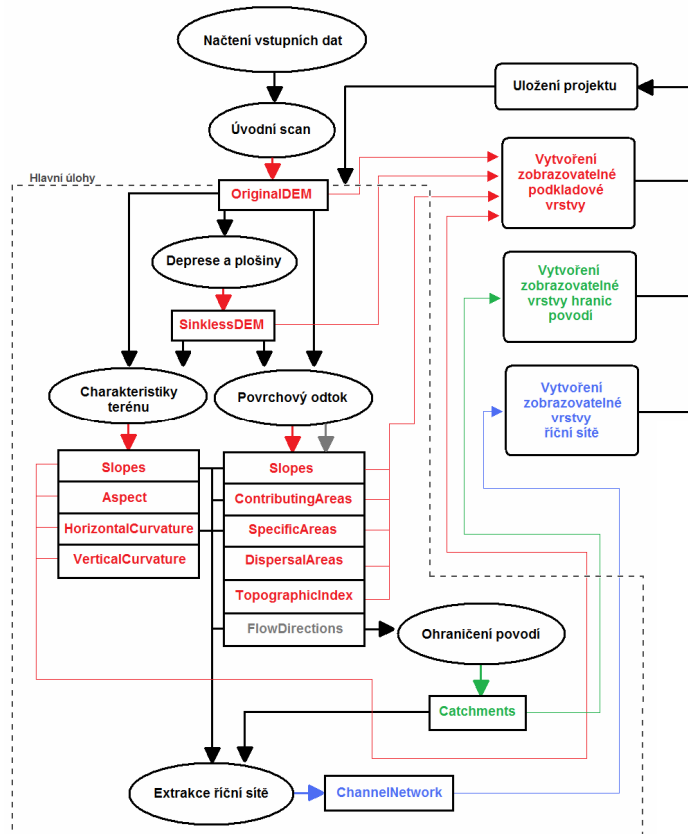 Načtení vstupních dat
Uložení projektu
Úvodní scan
Vytvoření
zobrazovatelné
podkladové
vrstvy
Hlavní úlohy
OriginalDEM
Deprese a plošiny
Vytvoření
zobrazovatelné
vrstvy hranic
povodí
SinklessDEM
Charakteristiky
terénu
Povrchový odtok
Vytvoření
zobrazovatelné
vrstvy
říční sítě
Slopes
Aspect
HorizontalCurvature
VerticalCurvature
Slopes
ContributingAreas
SpecificAreas
DispersalAreas
TopographicIndex
FlowDirections
Ohraničení povodí
Catchments
Extrakce říční sítě
ChannelNetwork